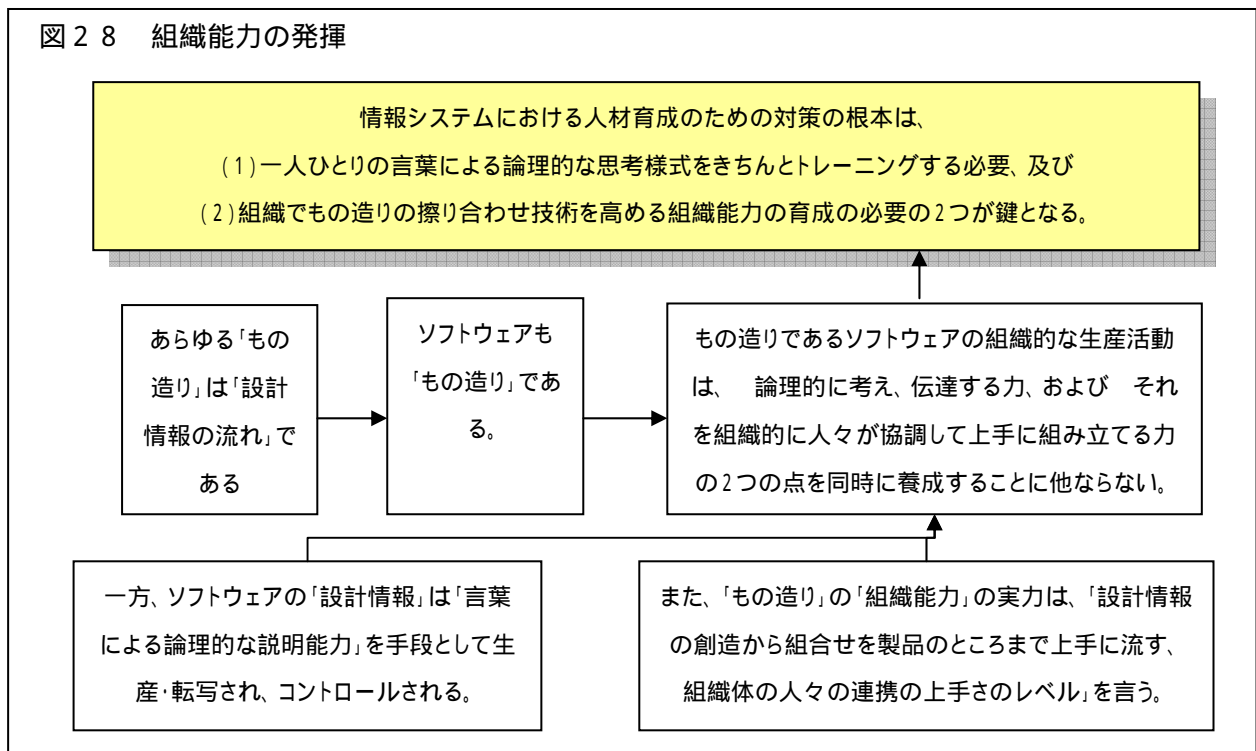 図28 組織能力の発揮
情報システムにおける人材育成のための対策の根本は、
(1)一人ひとりの言葉による論理的な思考様式をきちんとトレーニングする必要、及び
(2)組織でもの造りの擦り合わせ技術を高める組織能力の育成の必要の2つが鍵となる。
あらゆる「もの
造り」は「設計
情報の流れ」で
ある
ソフトウェアも
「もの造り」であ
る。
もの造りであるソフトウェアの組織的な生産活動
は、 論理的に考え、伝達する力、および それ
を組織的に人々が協調して上手に組み立てる力
の2つの点を同時に養成することに他ならない。
一方、ソフトウェアの「設計情報」は「言葉
による論理的な説明能力」を手段として生
産・転写され、コントロールされる。
また、「もの造り」の「組織能力」の実力は、「設計情報
の創造から組合せを製品のところまで上手に流す、
組織体の人々の連携の上手さのレベル」を言う。